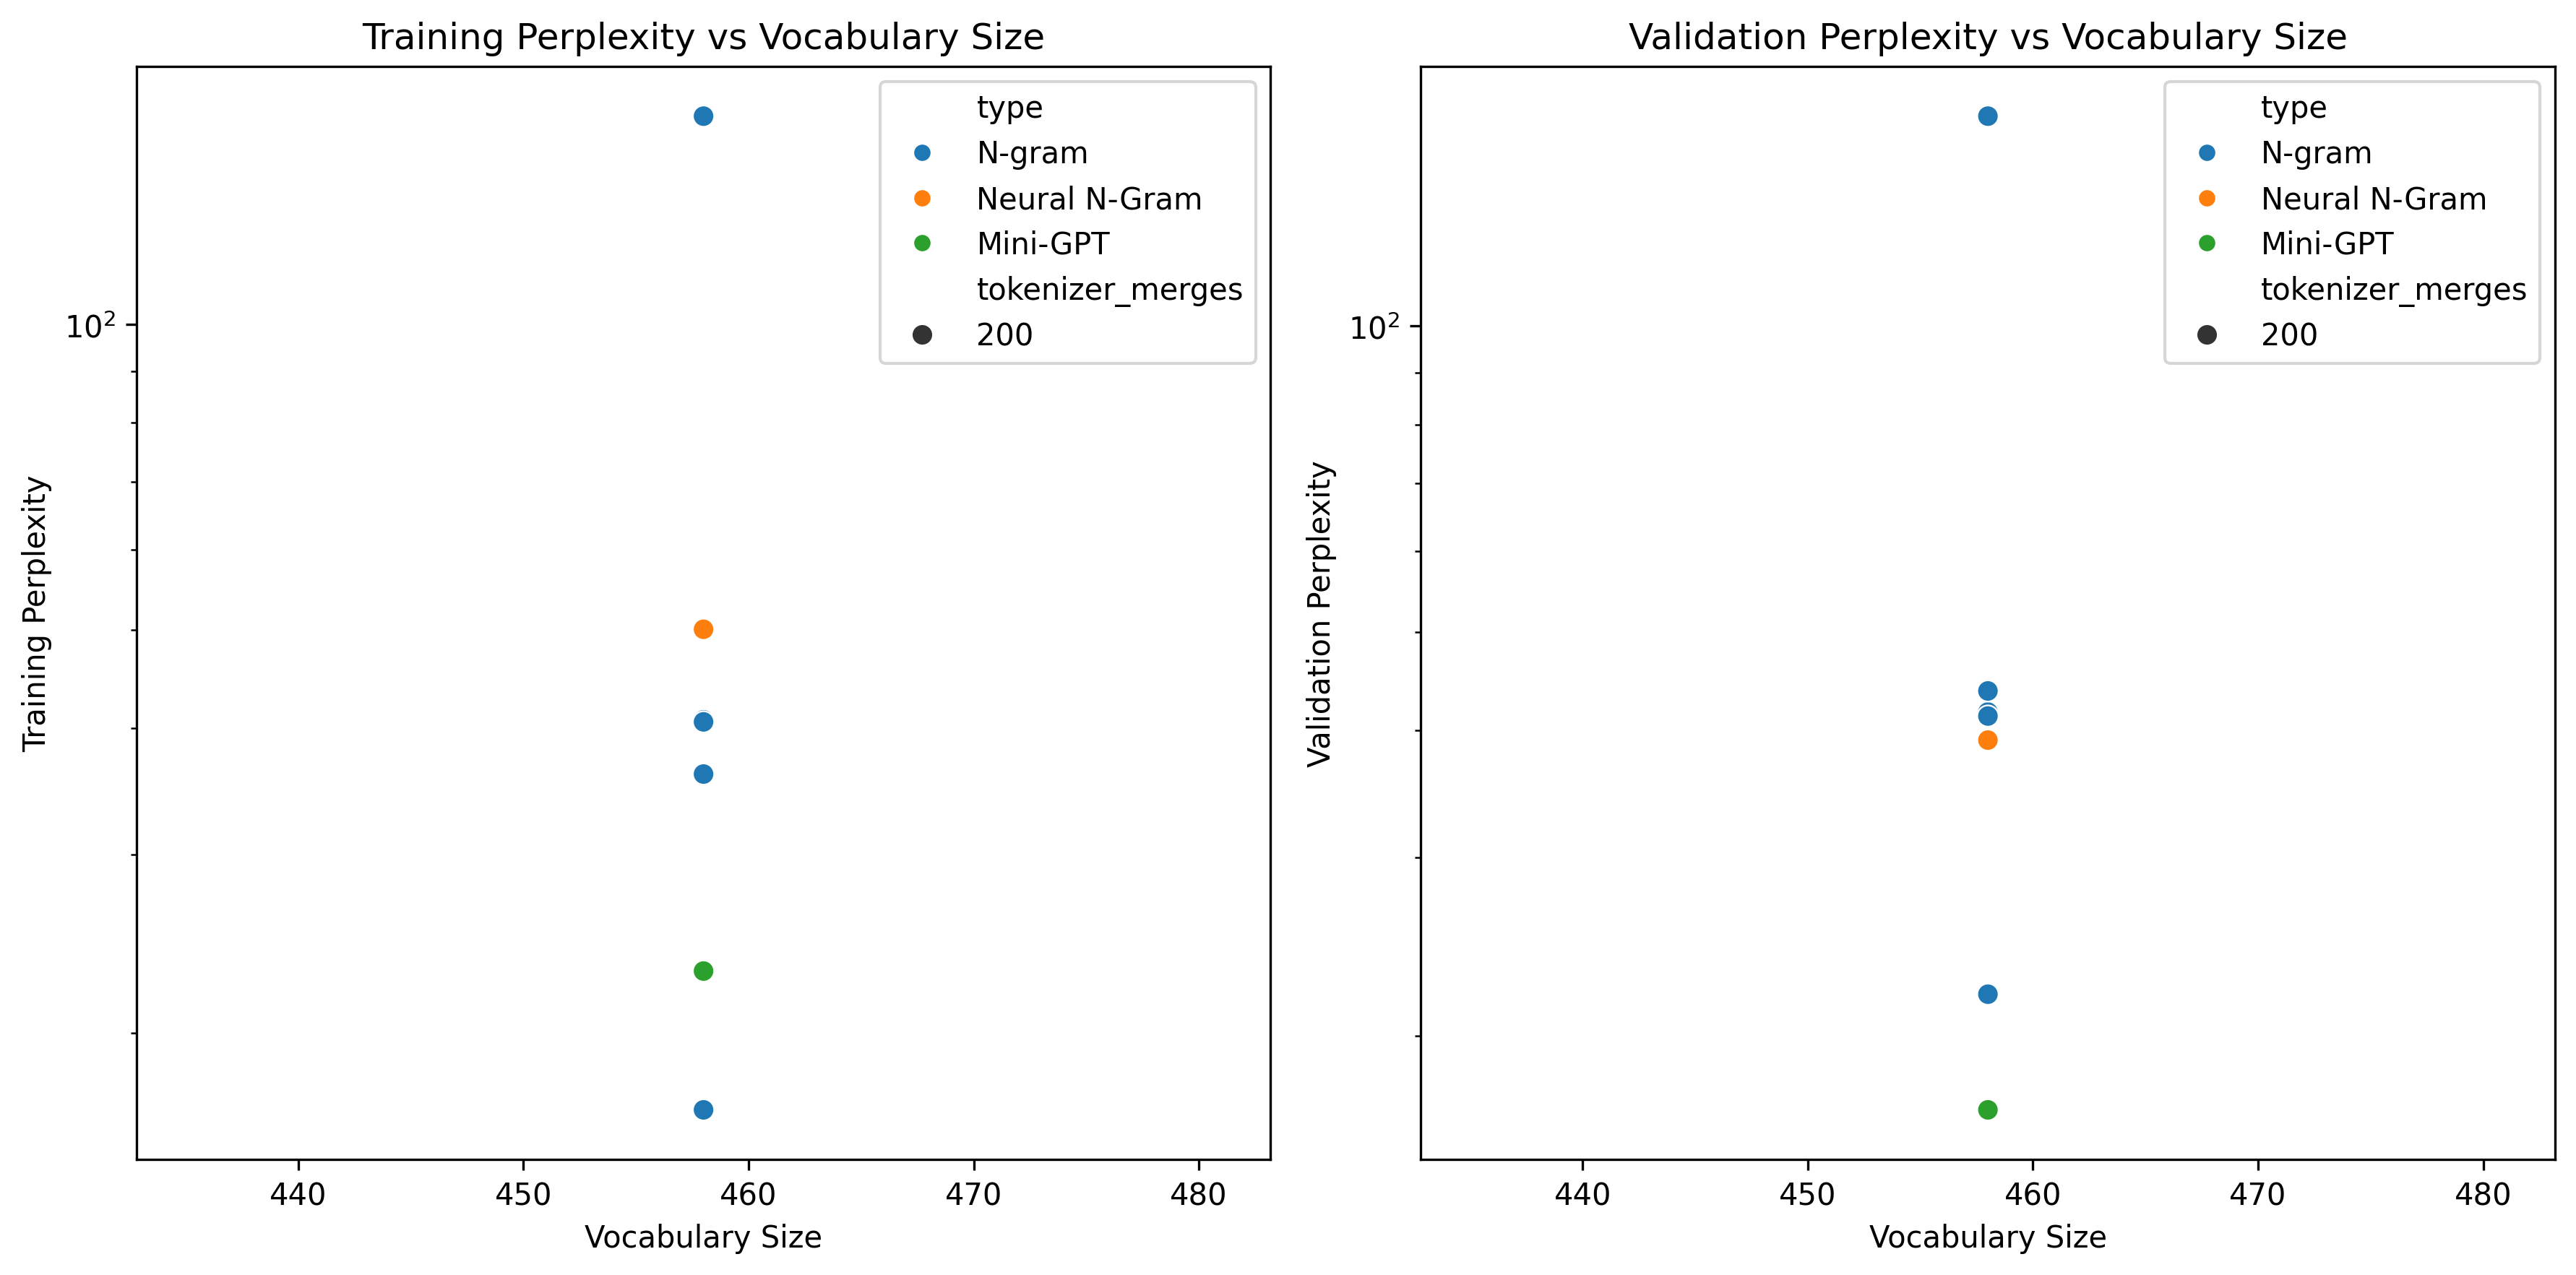 Training Perplexity vs Vocabulary Size
type
N-gram
Neural N-Gram
Mini-GPT
tokenizer_merges
200
10²
Training Perplexity
440 450 460 470 480
Vocabulary Size
Validation Perplexity vs Vocabulary Size
type
N-gram
Neural N-Gram
Mini-GPT
tokenizer_merges
200
10²
Validation Perplexity
440 450 460 470 480
Vocabulary Size